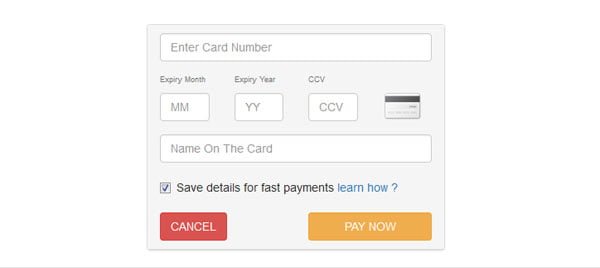 Enter Card Number
Expiry Month Expiry Year CCV
MM YY CCV
Name On The Card
Save details for fast payments learn how ?
CANCEL PAY NOW